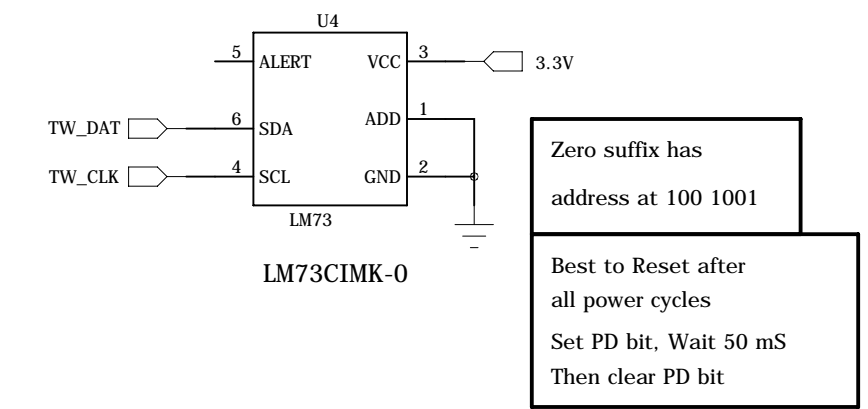 U4
5 ALERT VCC 3 3.3V
TW_DAT 6 SDA ADD 1
TW_CLK 4 SCL GND 2
LM73
LM73CIMK-0
Zero suffix has
address at 100 1001
Best to Reset after
all power cycles
Set PD bit, Wait 50 mS
Then clear PD bit